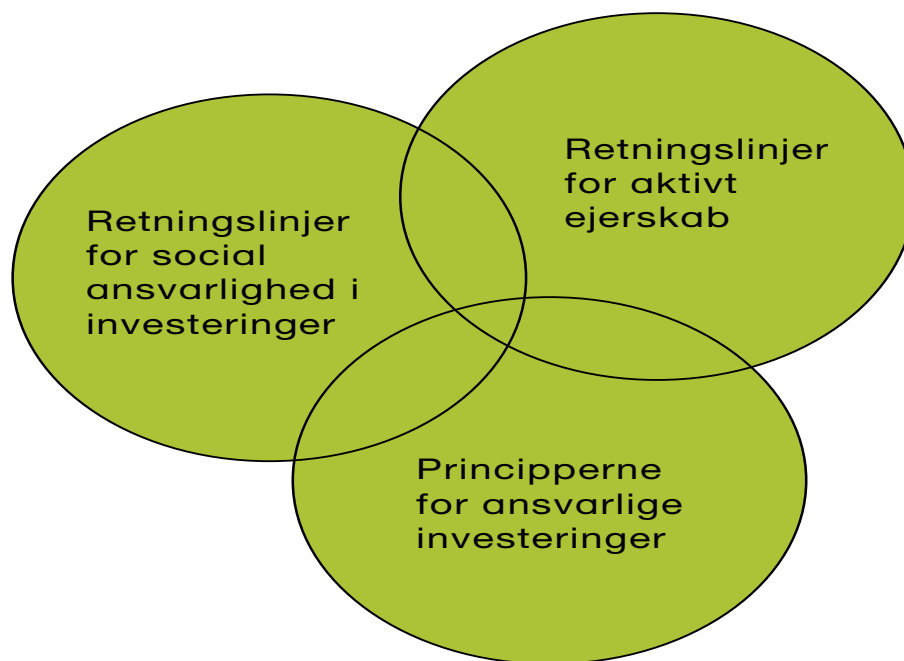 Retningslinjer
for social
ansvarlighed i
investeringer
Retningslinjer
for aktivt
ejerskab
Principperne
for ansvarlige
investeringer